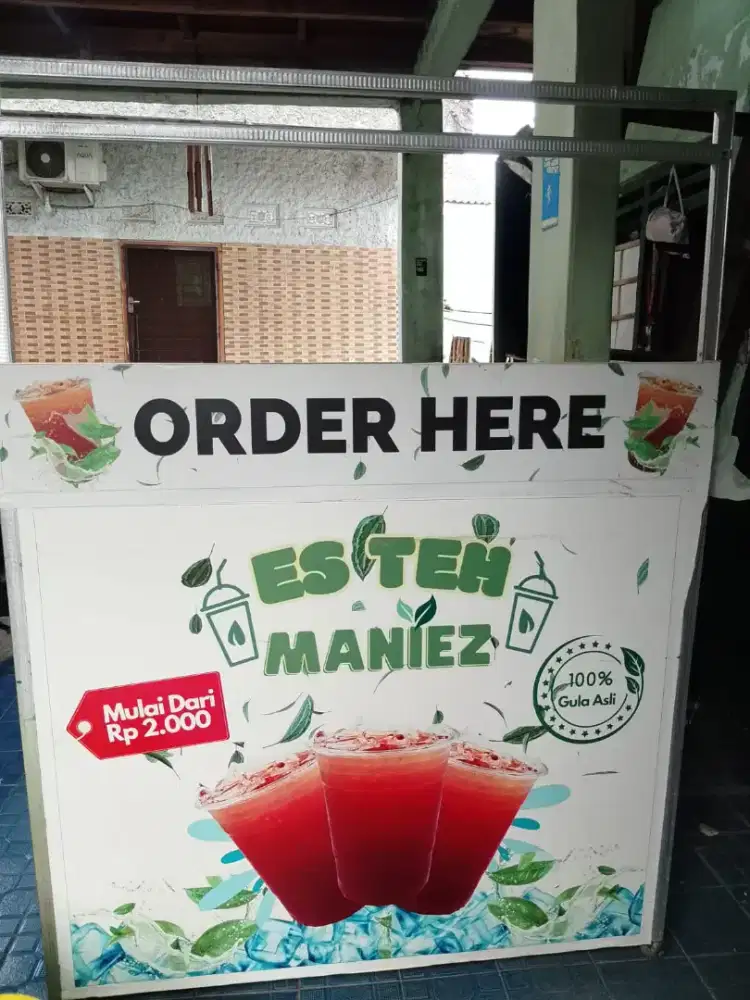 ORDER HERE
ES TEH
MANIEZ
Mulai Dari
Rp 2.000
100%
Gula Asli